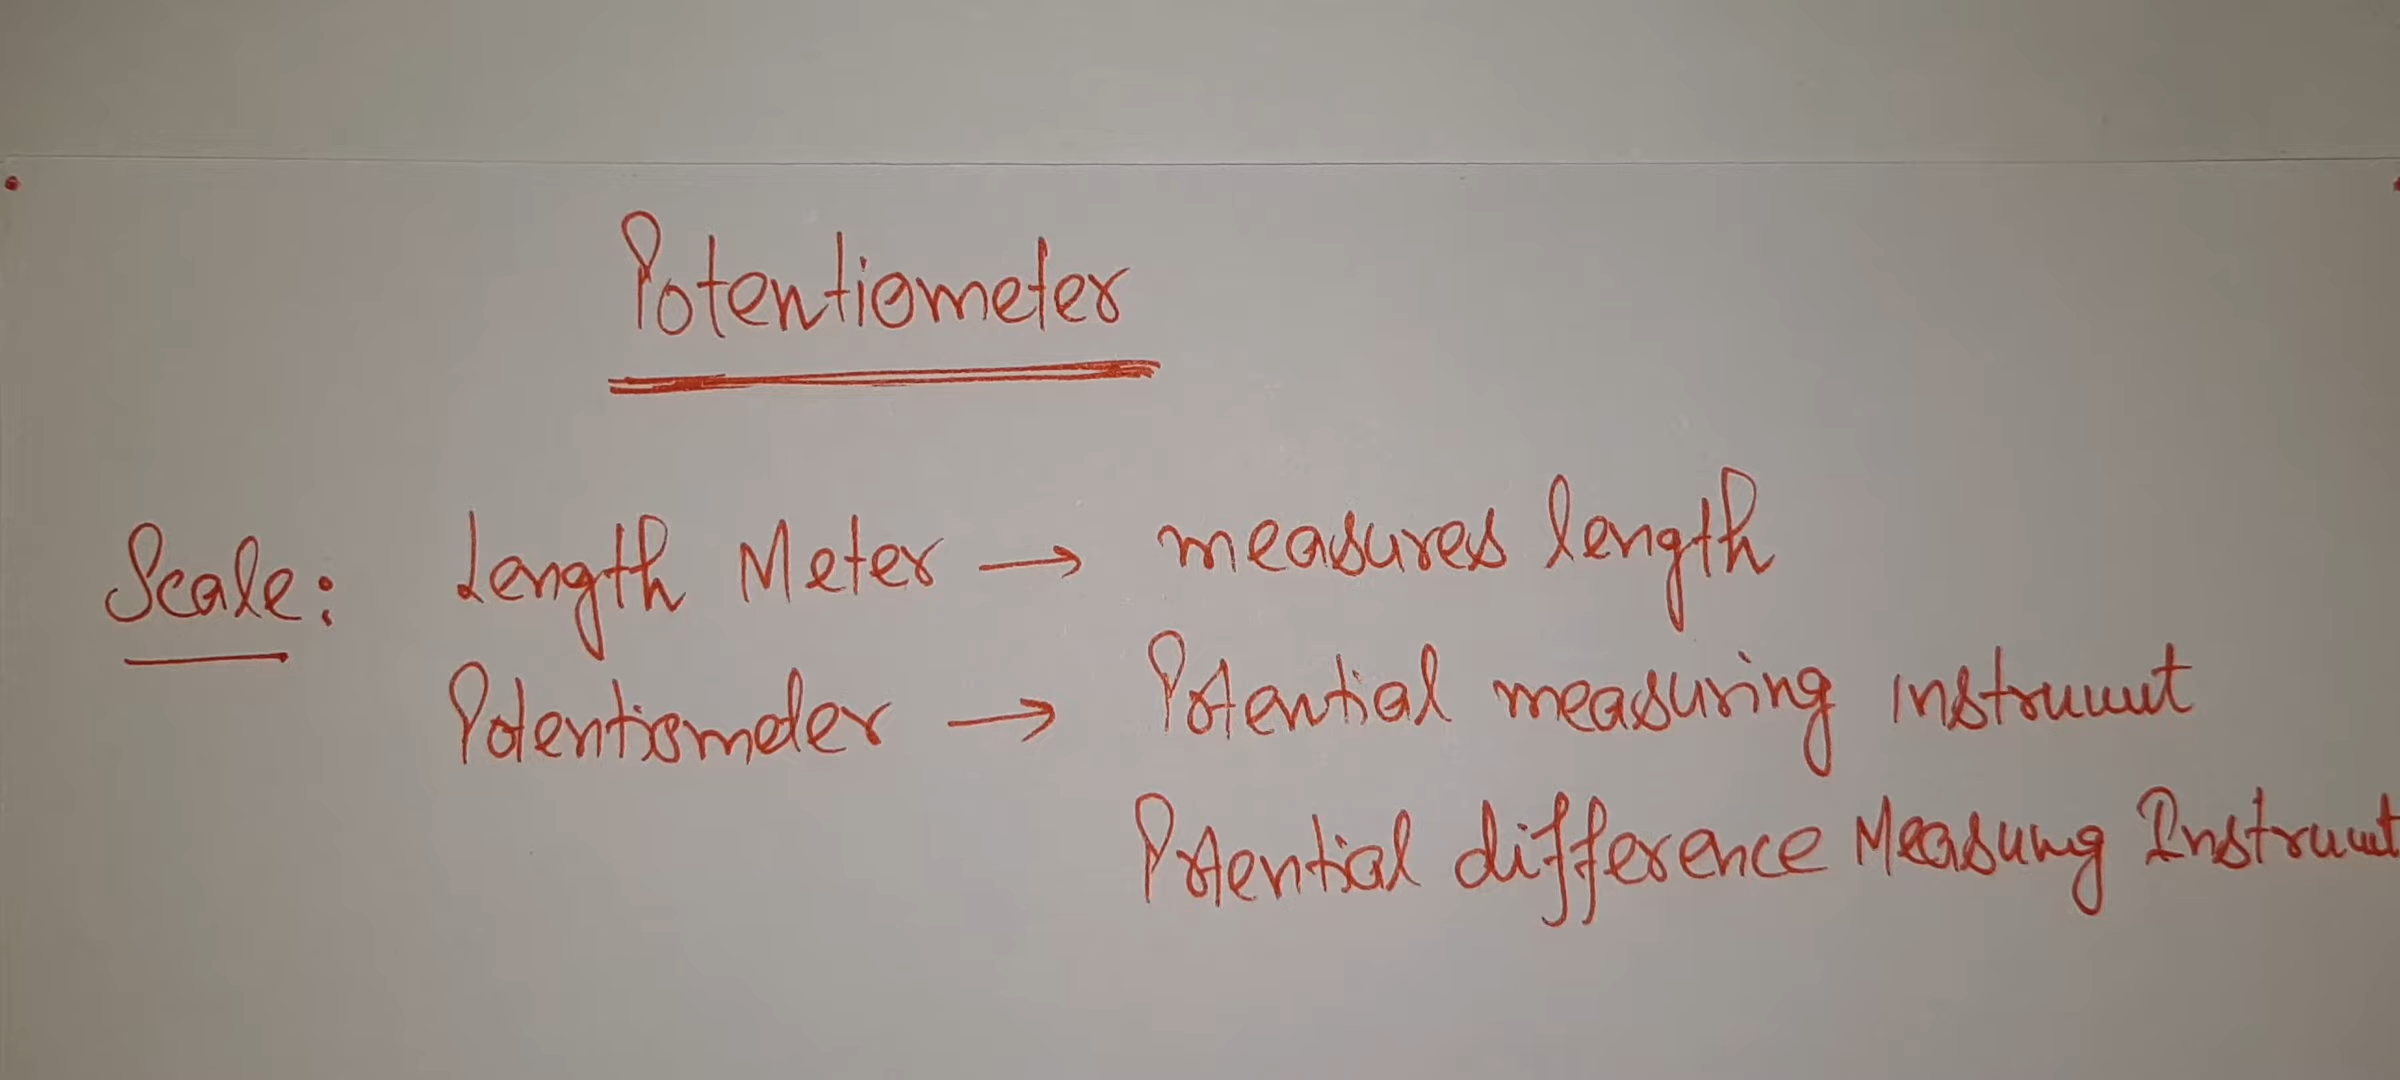 Potentiometer
Scale: Length Meter → measures length
Potentiometer → Potential measuring instrument
Potential difference Measuring Instrument